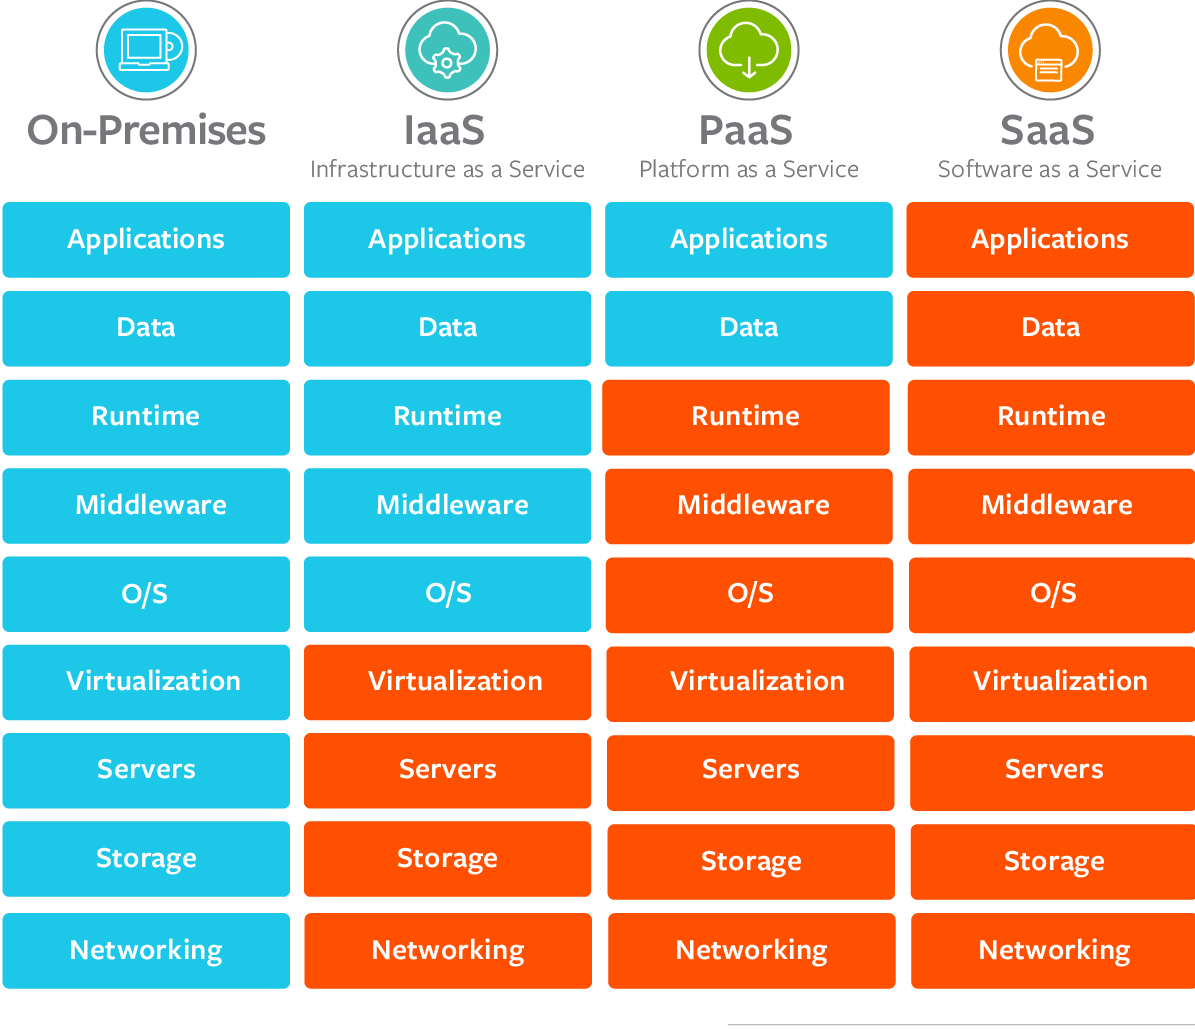 On-Premises IaaS PaaS SaaS
Infrastructure as a Service Platform as a Service Software as a Service
Applications Applications Applications Applications
Data Data Data Data
Runtime Runtime Runtime Runtime
Middleware Middleware Middleware Middleware
O/S O/S O/S O/S
Virtualization Virtualization Virtualization Virtualization
Servers Servers Servers Servers
Storage Storage Storage Storage
Networking Networking Networking Networking